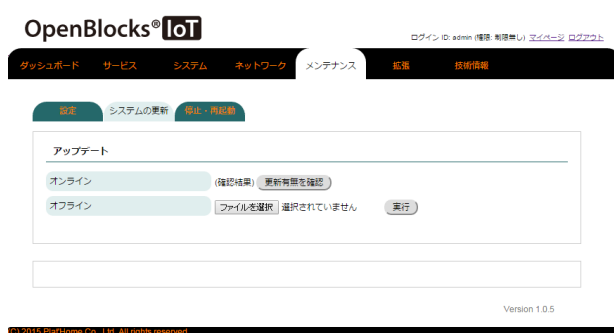 OpenBlocks® IoT
ログイン ID: admin (権限: 制限無し) マイページ ログアウト
ダッシュボード サービス システム ネットワーク メンテナンス 拡張 技術情報
設定 システムの更新 停止・再起動
アップデート
オンライン (確認結果) 更新有無を確認 )
オフライン ファイルを選択 選択されていません 実行 )
Version 1.0.5
(C) 2015 Plat'Home Co., Ltd. All rights reserved.